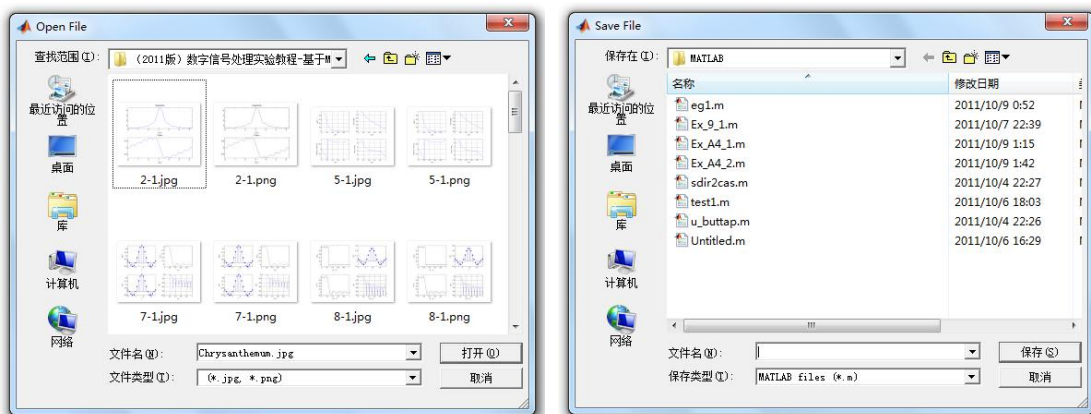 Open File
查找范围(I):
(2011版) 数字信号处理实验教程-基于M
最近访问的位置
桌面
库
计算机
网络
2-1.jpg 2-1.png 5-1.jpg 5-1.png
7-1.jpg 7-1.png 8-1.jpg 8-1.png
文件名(N): Chrysanthemum.jpg 打开(O)
文件类型(T): (*.jpg, *.png) 取消
Save File
保存在(I): MATLAB
最近访问的位置
桌面
库
计算机
网络
名称 修改日期
eg1.m 2011/10/9 0:52
Ex_9_1.m 2011/10/7 22:39
Ex_A4_1.m 2011/10/9 1:15
Ex_A4_2.m 2011/10/9 1:42
sdir2cas.m 2011/10/4 22:27
test1.m 2011/10/6 18:03
u_buttap.m 2011/10/4 22:26
Untitled.m 2011/10/6 16:29
文件名(N): 保存(S)
保存类型(T): MATLAB files (*.m) 取消